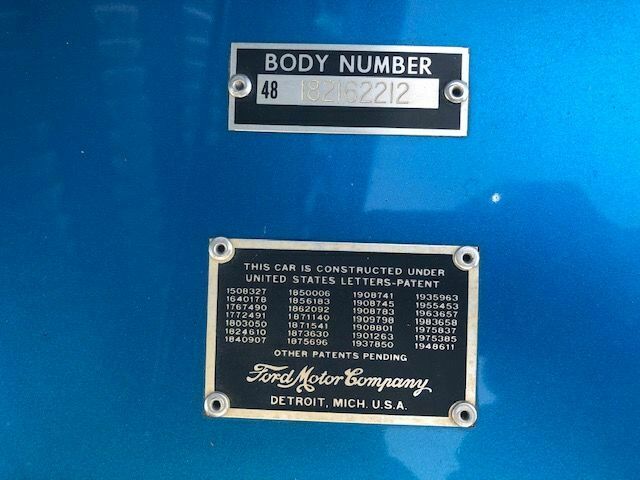 BODY NUMBER
48 182162212
THIS CAR IS CONSTRUCTED UNDER
UNITED STATES LETTERS-PATENT
1508327 1850006 1908741 1935963
1640178 1856183 1908745 1955453
1767490 1862092 1908783 1963657
1772491 1871140 1909798 1983658
1803050 1871541 1908801 1975837
1824610 1873630 1901263 1975385
1840907 1875696 1937850 1948611
OTHER PATENTS PENDING
Ford Motor Company
DETROIT, MICH. U.S.A.